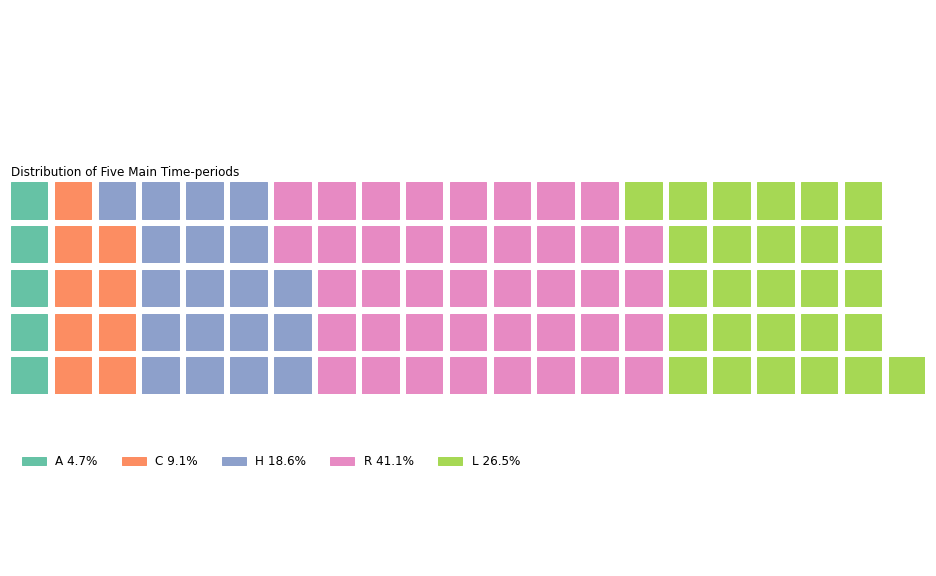 Distribution of Five Main Time-periods
A 4.7% C 9.1% H 18.6% R 41.1% L 26.5%